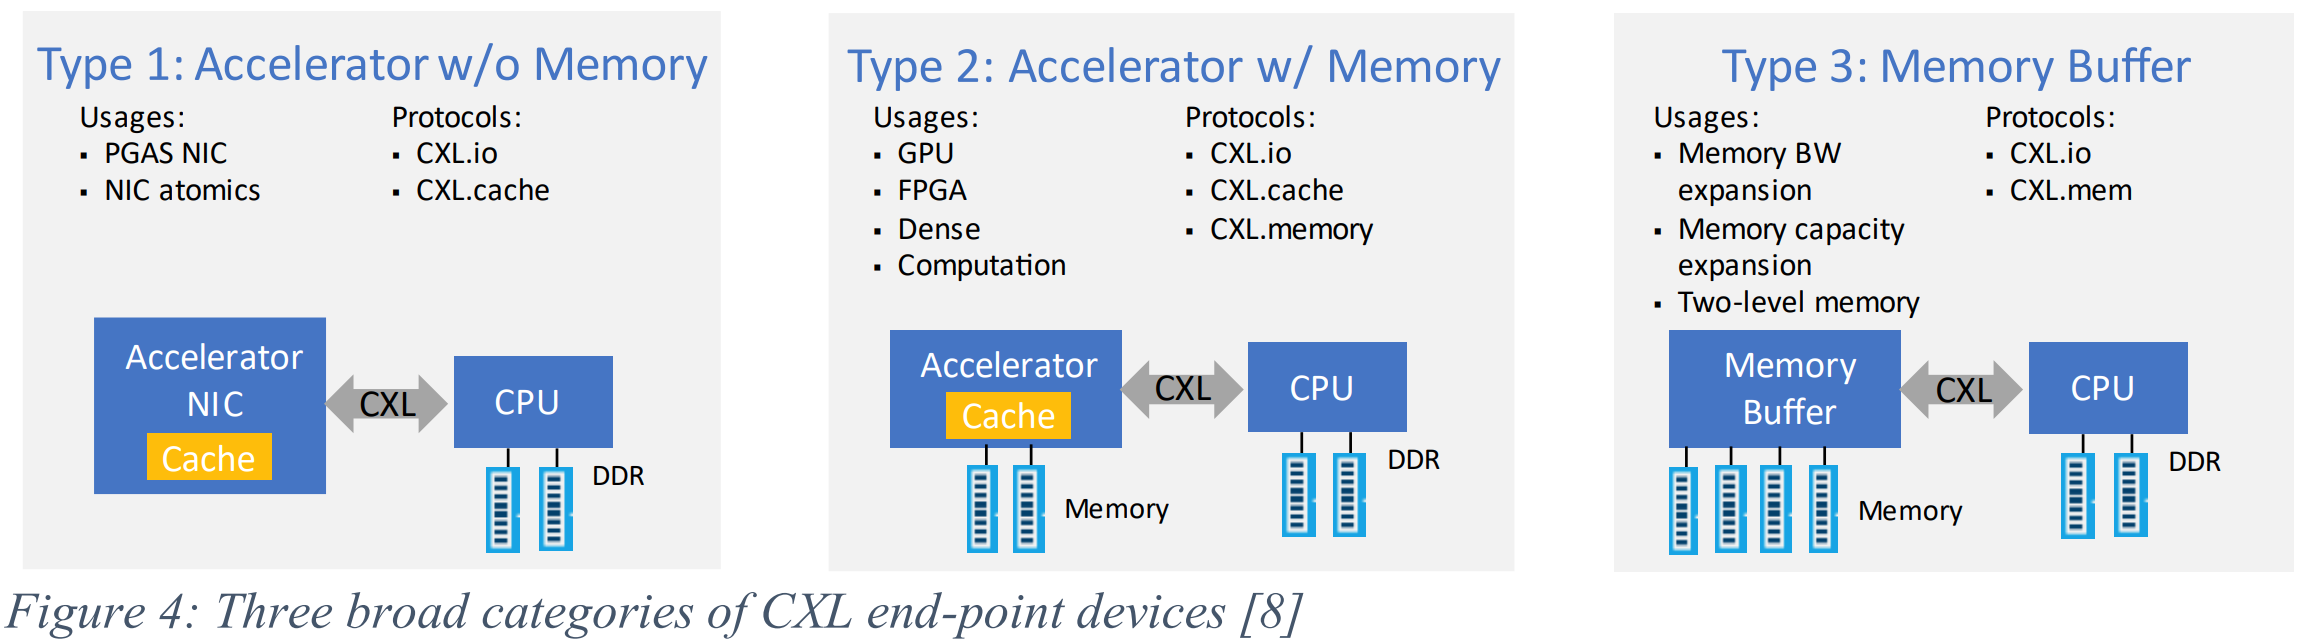 Type 1: Accelerator w/o Memory
Usages:
▪ PGAS NIC
▪ NIC atomics
Protocols:
▪ CXL.io
▪ CXL.cache
Accelerator
NIC
Cache
CXL
CPU
DDR
Type 2: Accelerator w/ Memory
Usages:
▪ GPU
▪ FPGA
▪ Dense
▪ Computation
Protocols:
▪ CXL.io
▪ CXL.cache
▪ CXL.memory
Accelerator
Cache
CXL
CPU
DDR
Memory
Type 3: Memory Buffer
Usages:
▪ Memory BW
expansion
▪ Memory capacity
expansion
▪ Two-level memory
Protocols:
▪ CXL.io
▪ CXL.mem
Memory
Buffer
CXL
CPU
DDR
Memory
Figure 4: Three broad categories of CXL end-point devices [8]